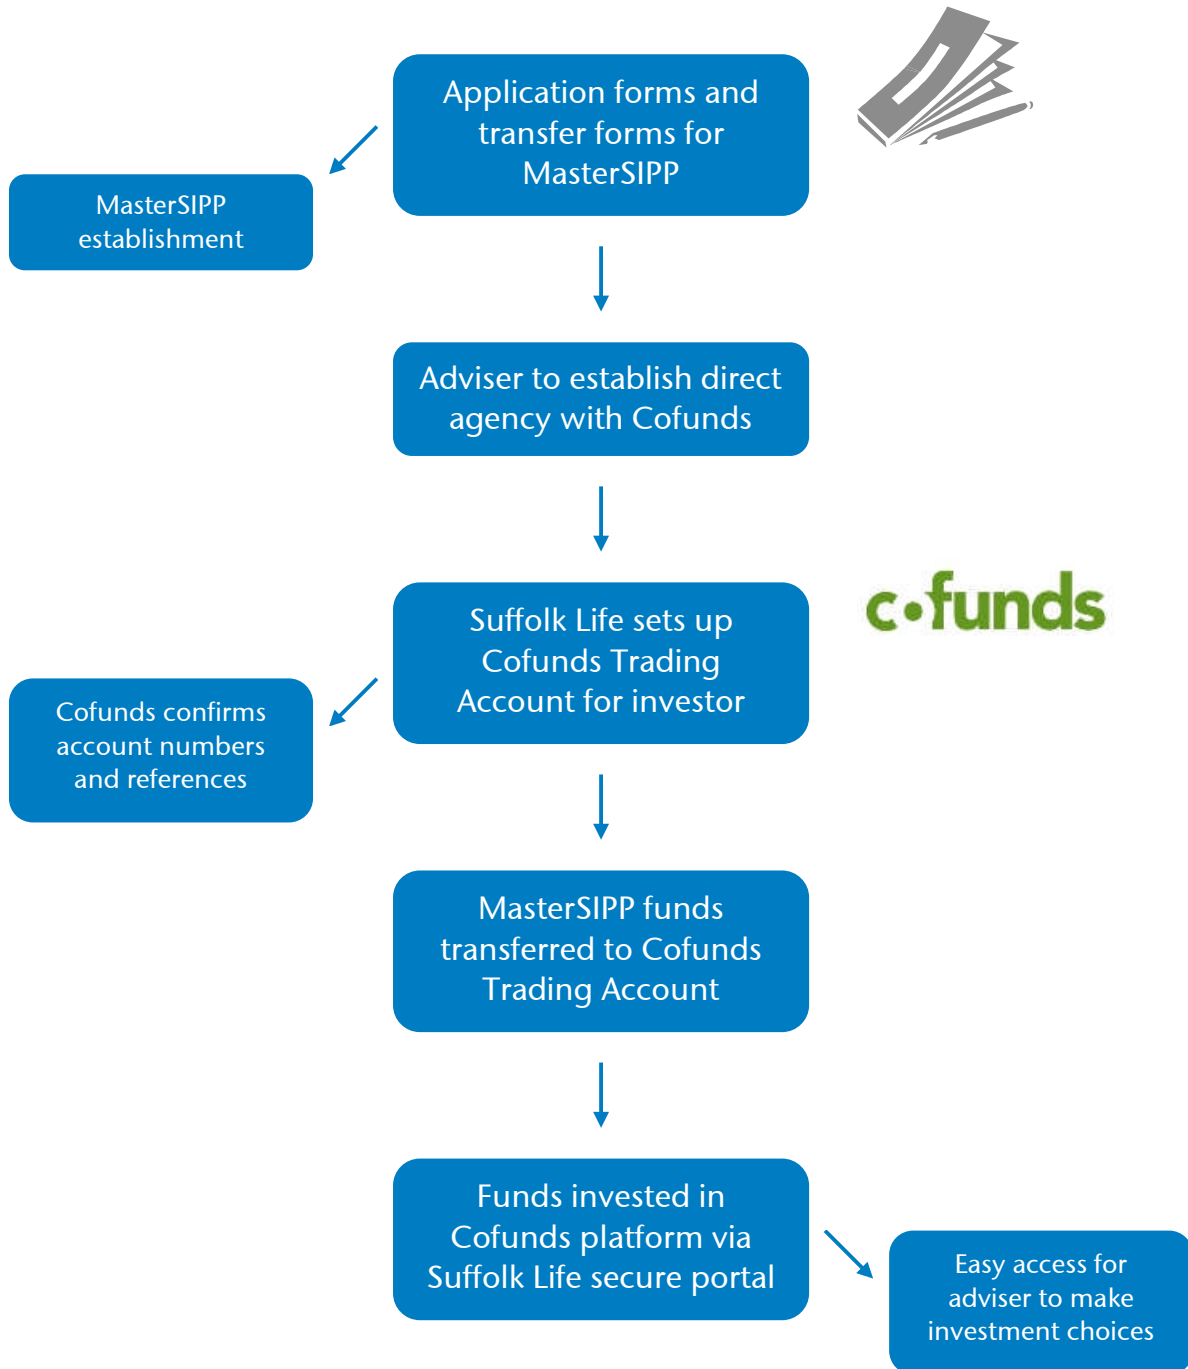 Application forms and
transfer forms for
MasterSIPP
MasterSIPP
establishment
Adviser to establish direct
agency with Cofunds
Suffolk Life sets up
Cofunds Trading
Account for investor
c•funds
Cofunds confirms
account numbers
and references
MasterSIPP funds
transferred to Cofunds
Trading Account
Funds invested in
Cofunds platform via
Suffolk Life secure portal
Easy access for
adviser to make
investment choices